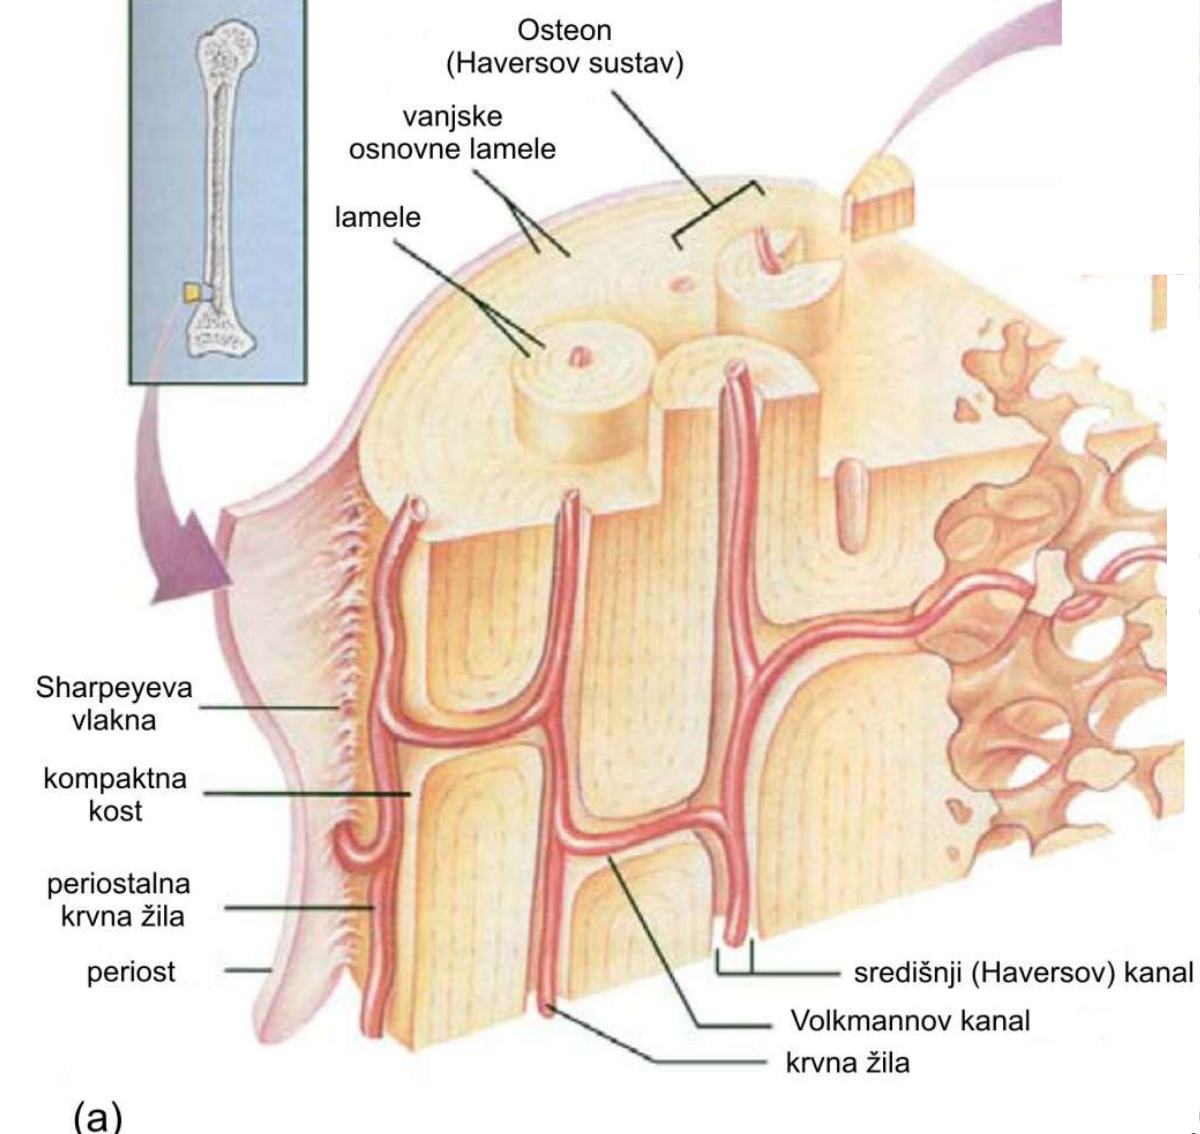 Osteon
(Haversov sustav)
vanjske
osnovne lamele
lamele
Sharpeyeva
vlakna
kompaktna
kost
periostalna
krvna žila
periost
središnji (Haversov) kanal
Volkmannov kanal
krvna žila
(a)